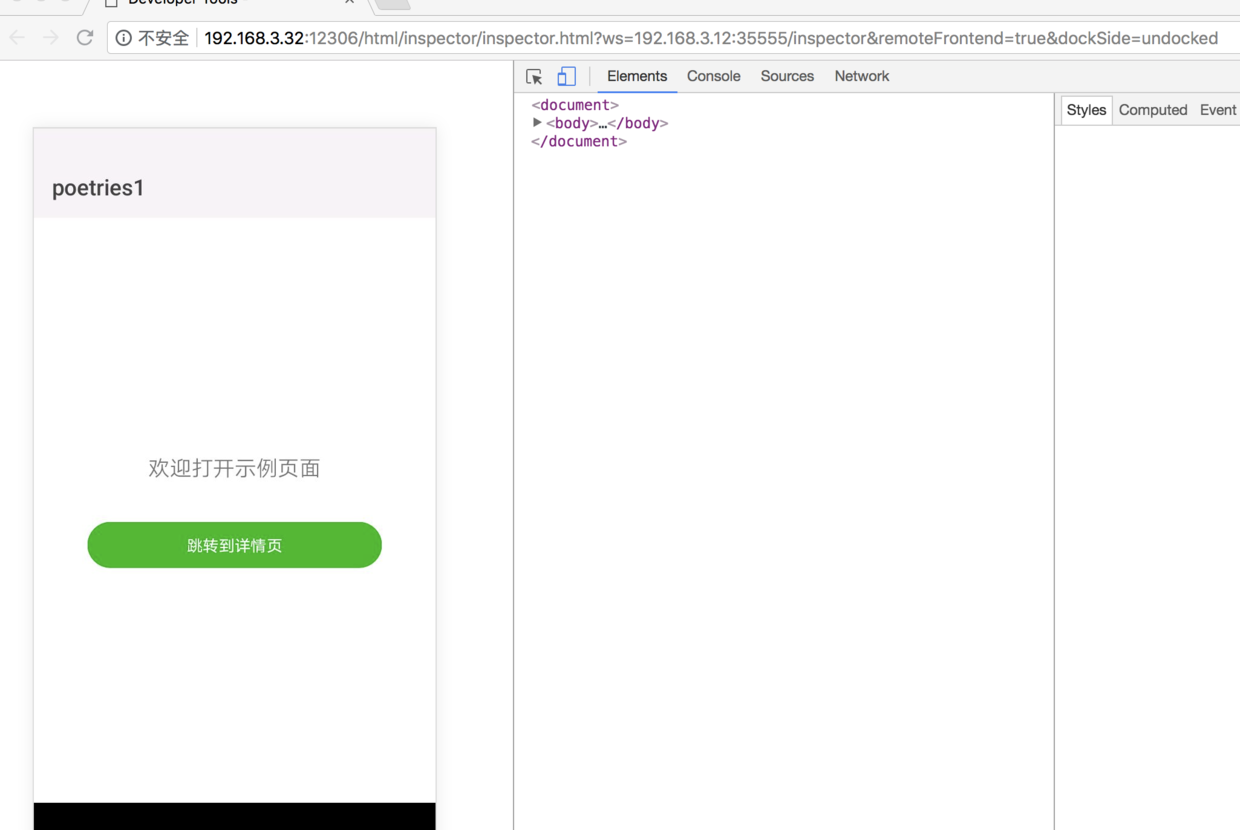 Developer Tools
不安全 192.168.3.32:12306/html/inspector/inspector.html?ws=192.168.3.12:35555/inspector&remoteFrontend=true&dockSide=undocked
Elements Console Sources Network
<document>
<body>…</body>
</document>
Styles Computed Event
poetries1
欢迎打开示例页面
跳转到详情页